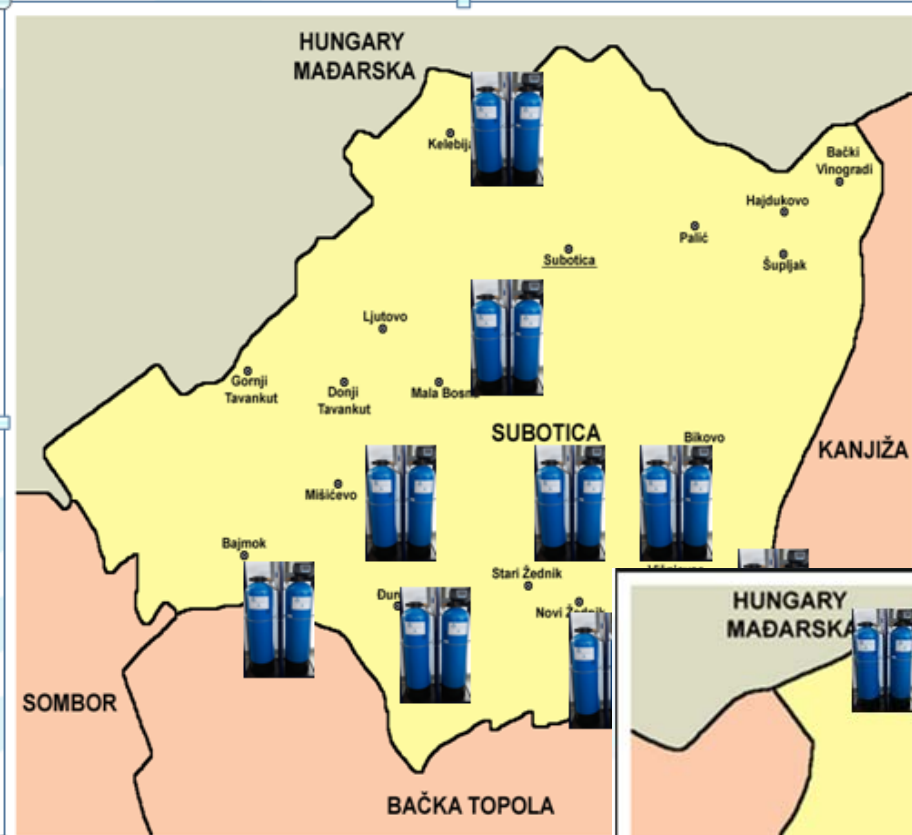 HUNGARY
MAĐARSKA
Kelebija
Bački
Vinogradi
Hajdukovo
Palić
Subotica
Šupljak
Ljutovo
Gornji
Tavankut
Donji
Tavankut
Mala Bosna
SUBOTICA
Bikovo
KANJIŽA
Mišićevo
Bajmok
Stari Žednik
Đur
Novi Žednik
HUNGARY
MAĐARSKA
SOMBOR
BAČKA TOPOLA